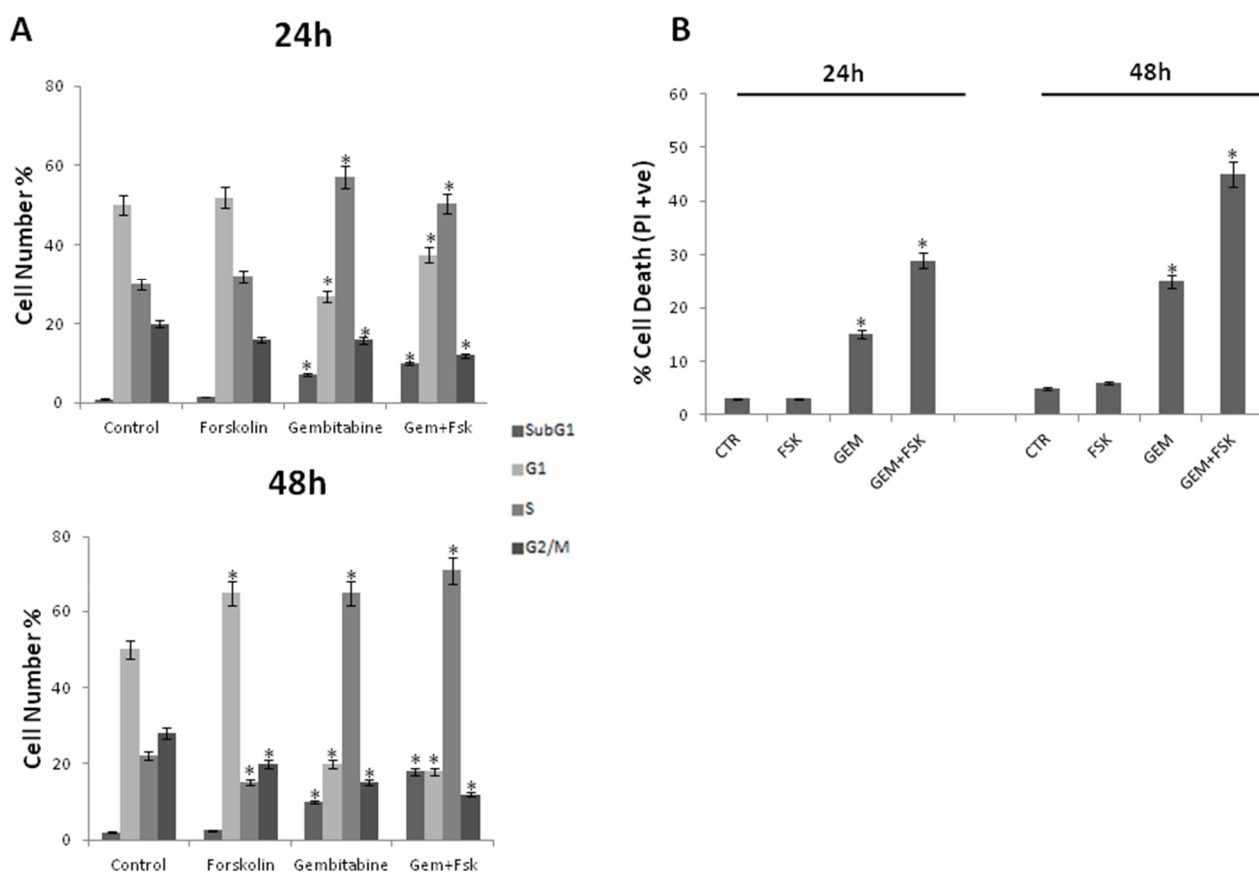 A
24h
Cell Number %
80
60
40
20
0
* * * * * * * *
Control Forskolin Gembitabine Gem+Fsk
SubG1
G1
S
G2/M
48h
Cell Number %
80
60
40
20
0
* * * * * * * * * * *
Control Forskolin Gembitabine Gem+Fsk
B
24h 48h
% Cell Death (PI +ve)
60
50
40
30
20
10
0
* * * *
CTR FSK GEM GEM+FSK CTR FSK GEM GEM+FSK